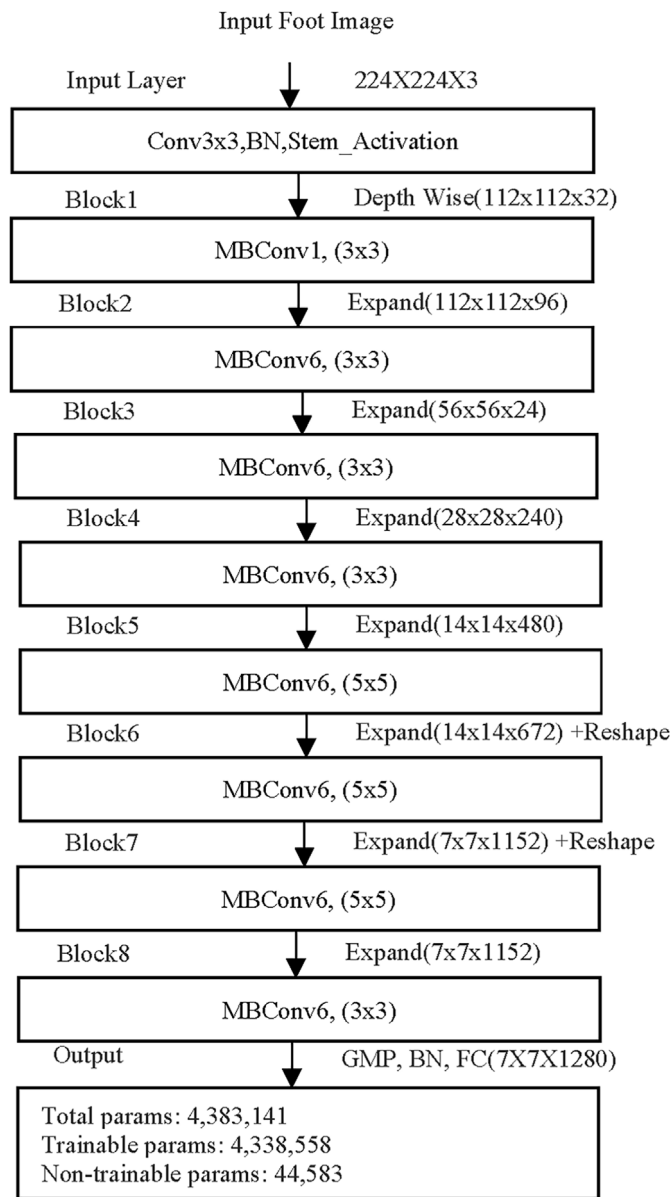 Input Foot Image
Input Layer 224X224X3
Conv3x3,BN,Stem_Activation
Block1 Depth Wise(112x112x32)
MBConv1, (3x3)
Block2 Expand(112x112x96)
MBConv6, (3x3)
Block3 Expand(56x56x24)
MBConv6, (3x3)
Block4 Expand(28x28x240)
MBConv6, (3x3)
Block5 Expand(14x14x480)
MBConv6, (5x5)
Block6 Expand(14x14x672) +Reshape
MBConv6, (5x5)
Block7 Expand(7x7x1152) +Reshape
MBConv6, (5x5)
Block8 Expand(7x7x1152)
MBConv6, (3x3)
Output GMP, BN, FC(7X7X1280)
Total params: 4,383,141
Trainable params: 4,338,558
Non-trainable params: 44,583